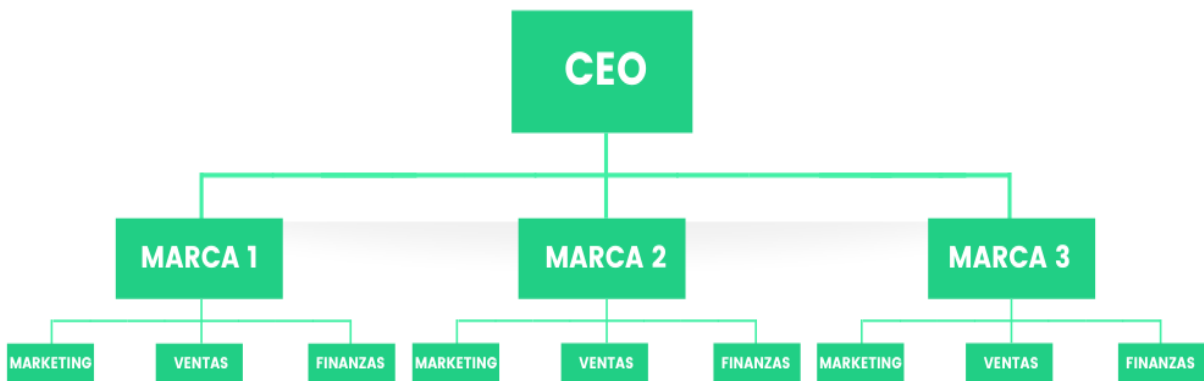 CEO
MARCA 1
MARCA 2
MARCA 3
MARKETING
VENTAS
FINANZAS
MARKETING
VENTAS
FINANZAS
MARKETING
VENTAS
FINANZAS